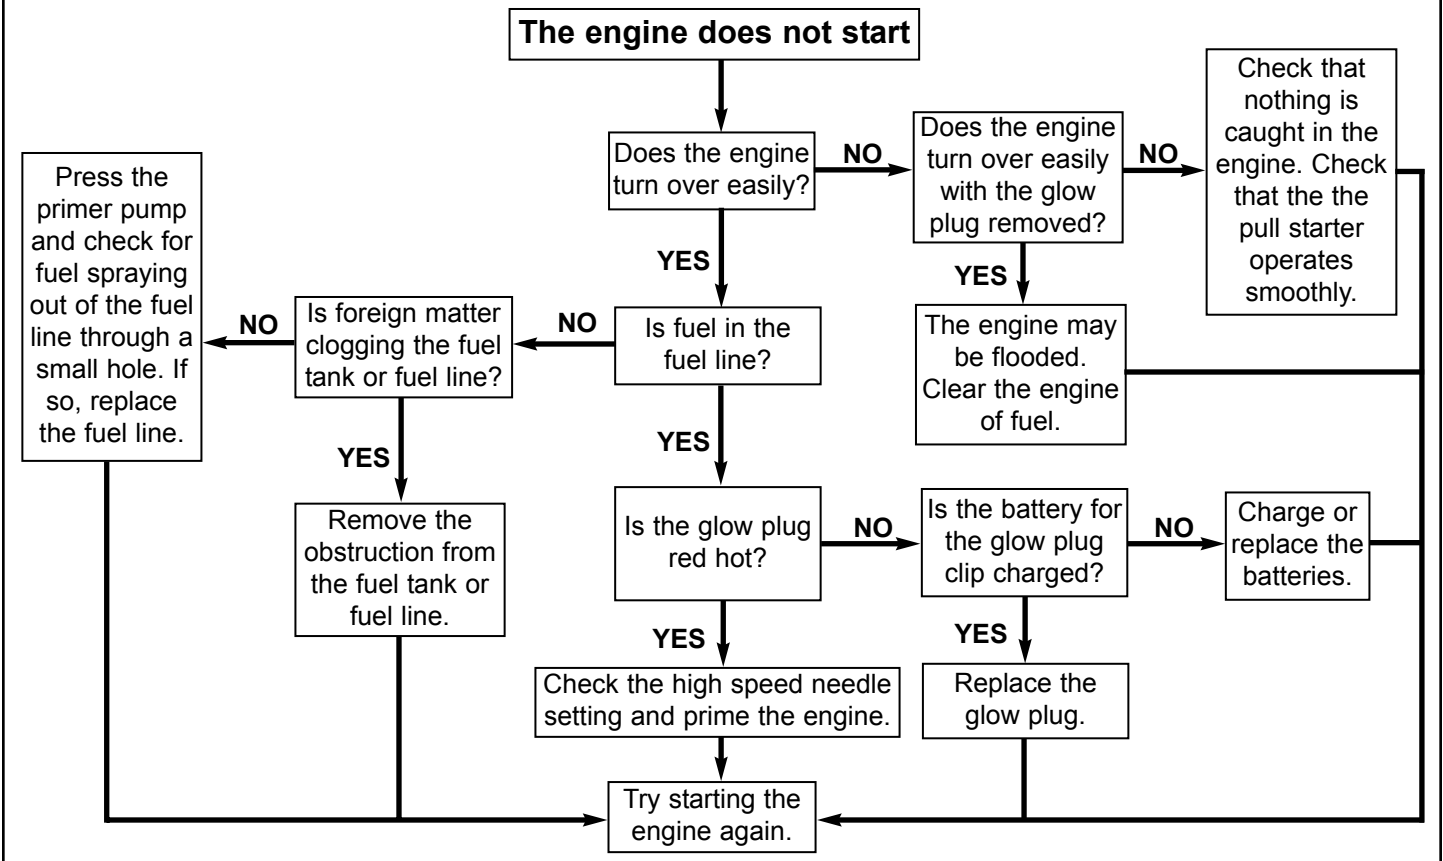 The engine does not start
Does the engine
turn over easily?
NO
Does the engine
turn over easily
with the glow
plug removed?
NO
Check that
nothing is
caught in the
engine. Check
that the the
pull starter
operates
smoothly.
YES
YES
The engine may
be flooded.
Clear the engine
of fuel.
Is fuel in the
fuel line?
NO
Is foreign matter
clogging the fuel
tank or fuel line?
NO
Press the
primer pump
and check for
fuel spraying
out of the fuel
line through a
small hole. If
so, replace
the fuel line.
YES
Remove the
obstruction from
the fuel tank or
fuel line.
YES
Is the glow plug
red hot?
NO
Is the battery for
the glow plug
clip charged?
NO
Charge or
replace the
batteries.
YES
Check the high speed needle
setting and prime the engine.
YES
Replace the
glow plug.
Try starting the
engine again.